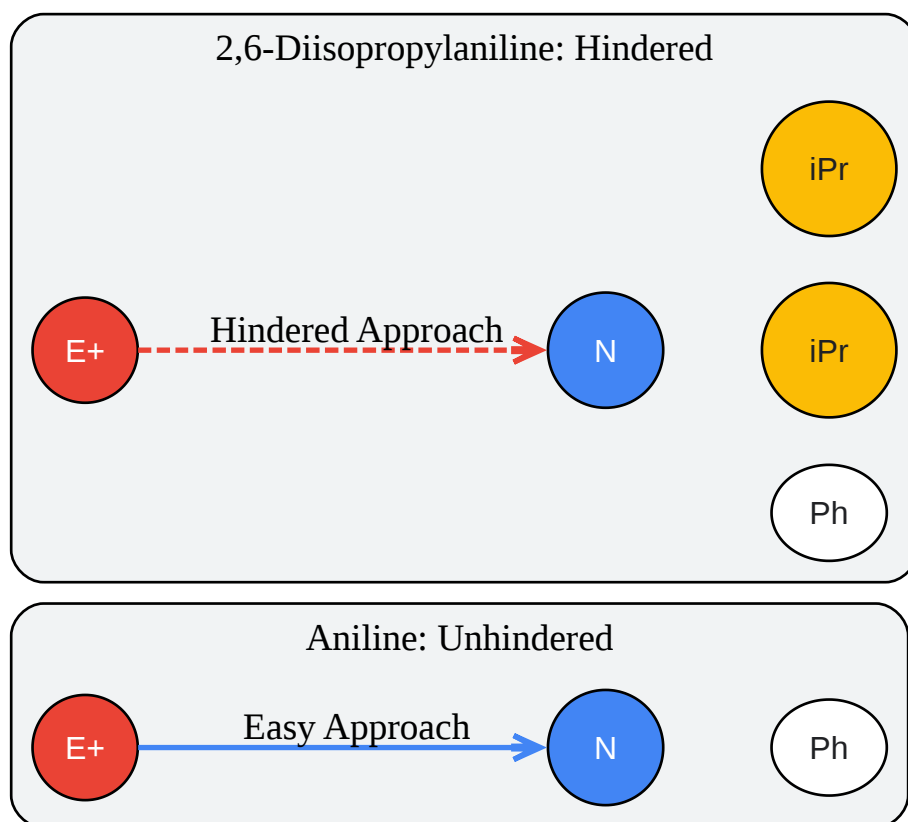 2,6-Diisopropylaniline: Hindered
iPr
Hindered Approach
E+
N
iPr
Ph
Aniline: Unhindered
Easy Approach
E+
N
Ph